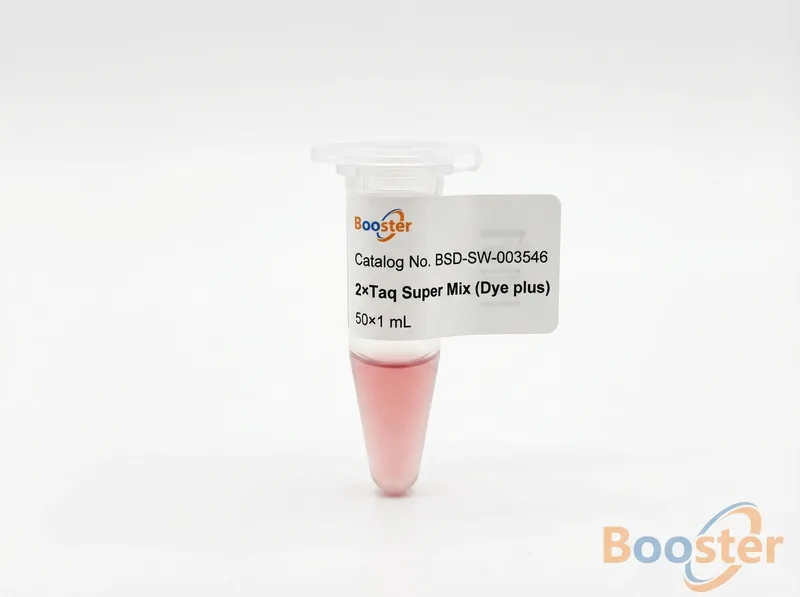 Booster
Catalog No. BSD-SW-003546
2×Taq Super Mix (Dye plus)
50×1 mL
Booster